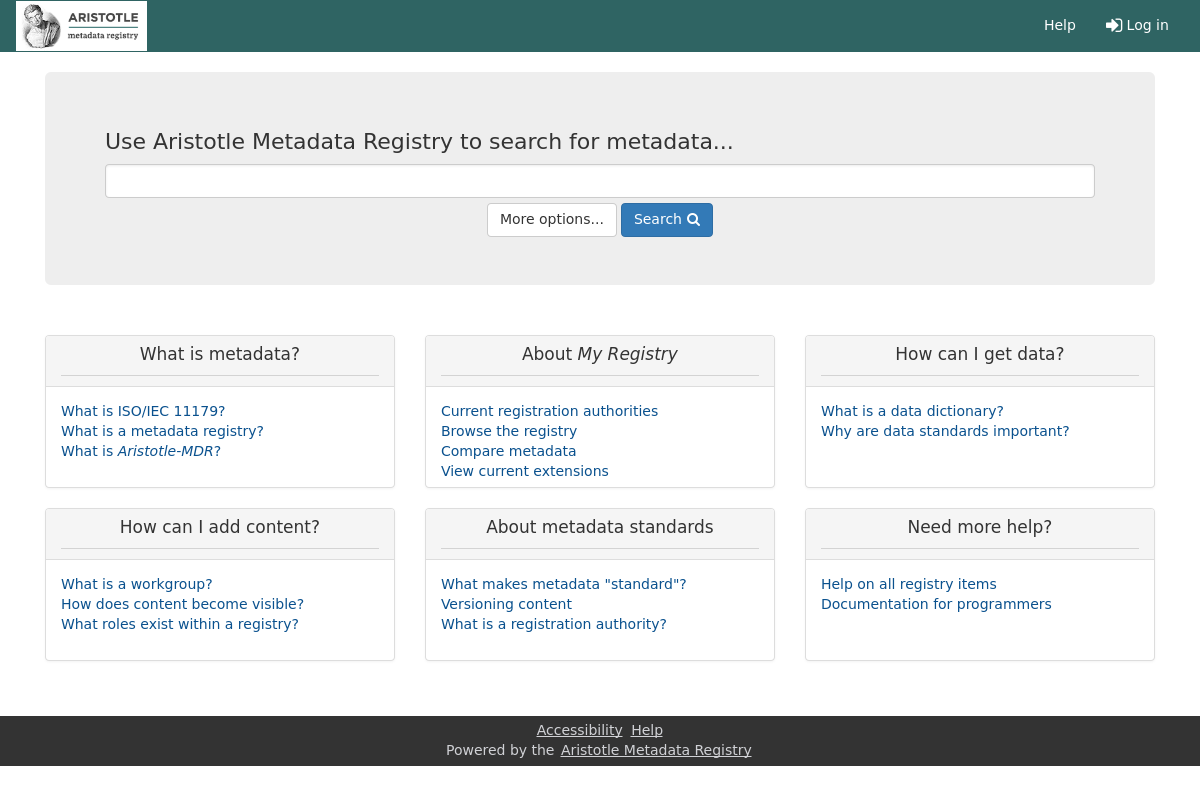 ARISTOTLE
metadata registry
Help Log in
Use Aristotle Metadata Registry to search for metadata...
More options... Search
What is metadata?
What is ISO/IEC 11179?
What is a metadata registry?
What is Aristotle-MDR?
About My Registry
Current registration authorities
Browse the registry
Compare metadata
View current extensions
How can I get data?
What is a data dictionary?
Why are data standards important?
How can I add content?
What is a workgroup?
How does content become visible?
What roles exist within a registry?
About metadata standards
What makes metadata "standard"?
Versioning content
What is a registration authority?
Need more help?
Help on all registry items
Documentation for programmers
Accessibility Help
Powered by the Aristotle Metadata Registry